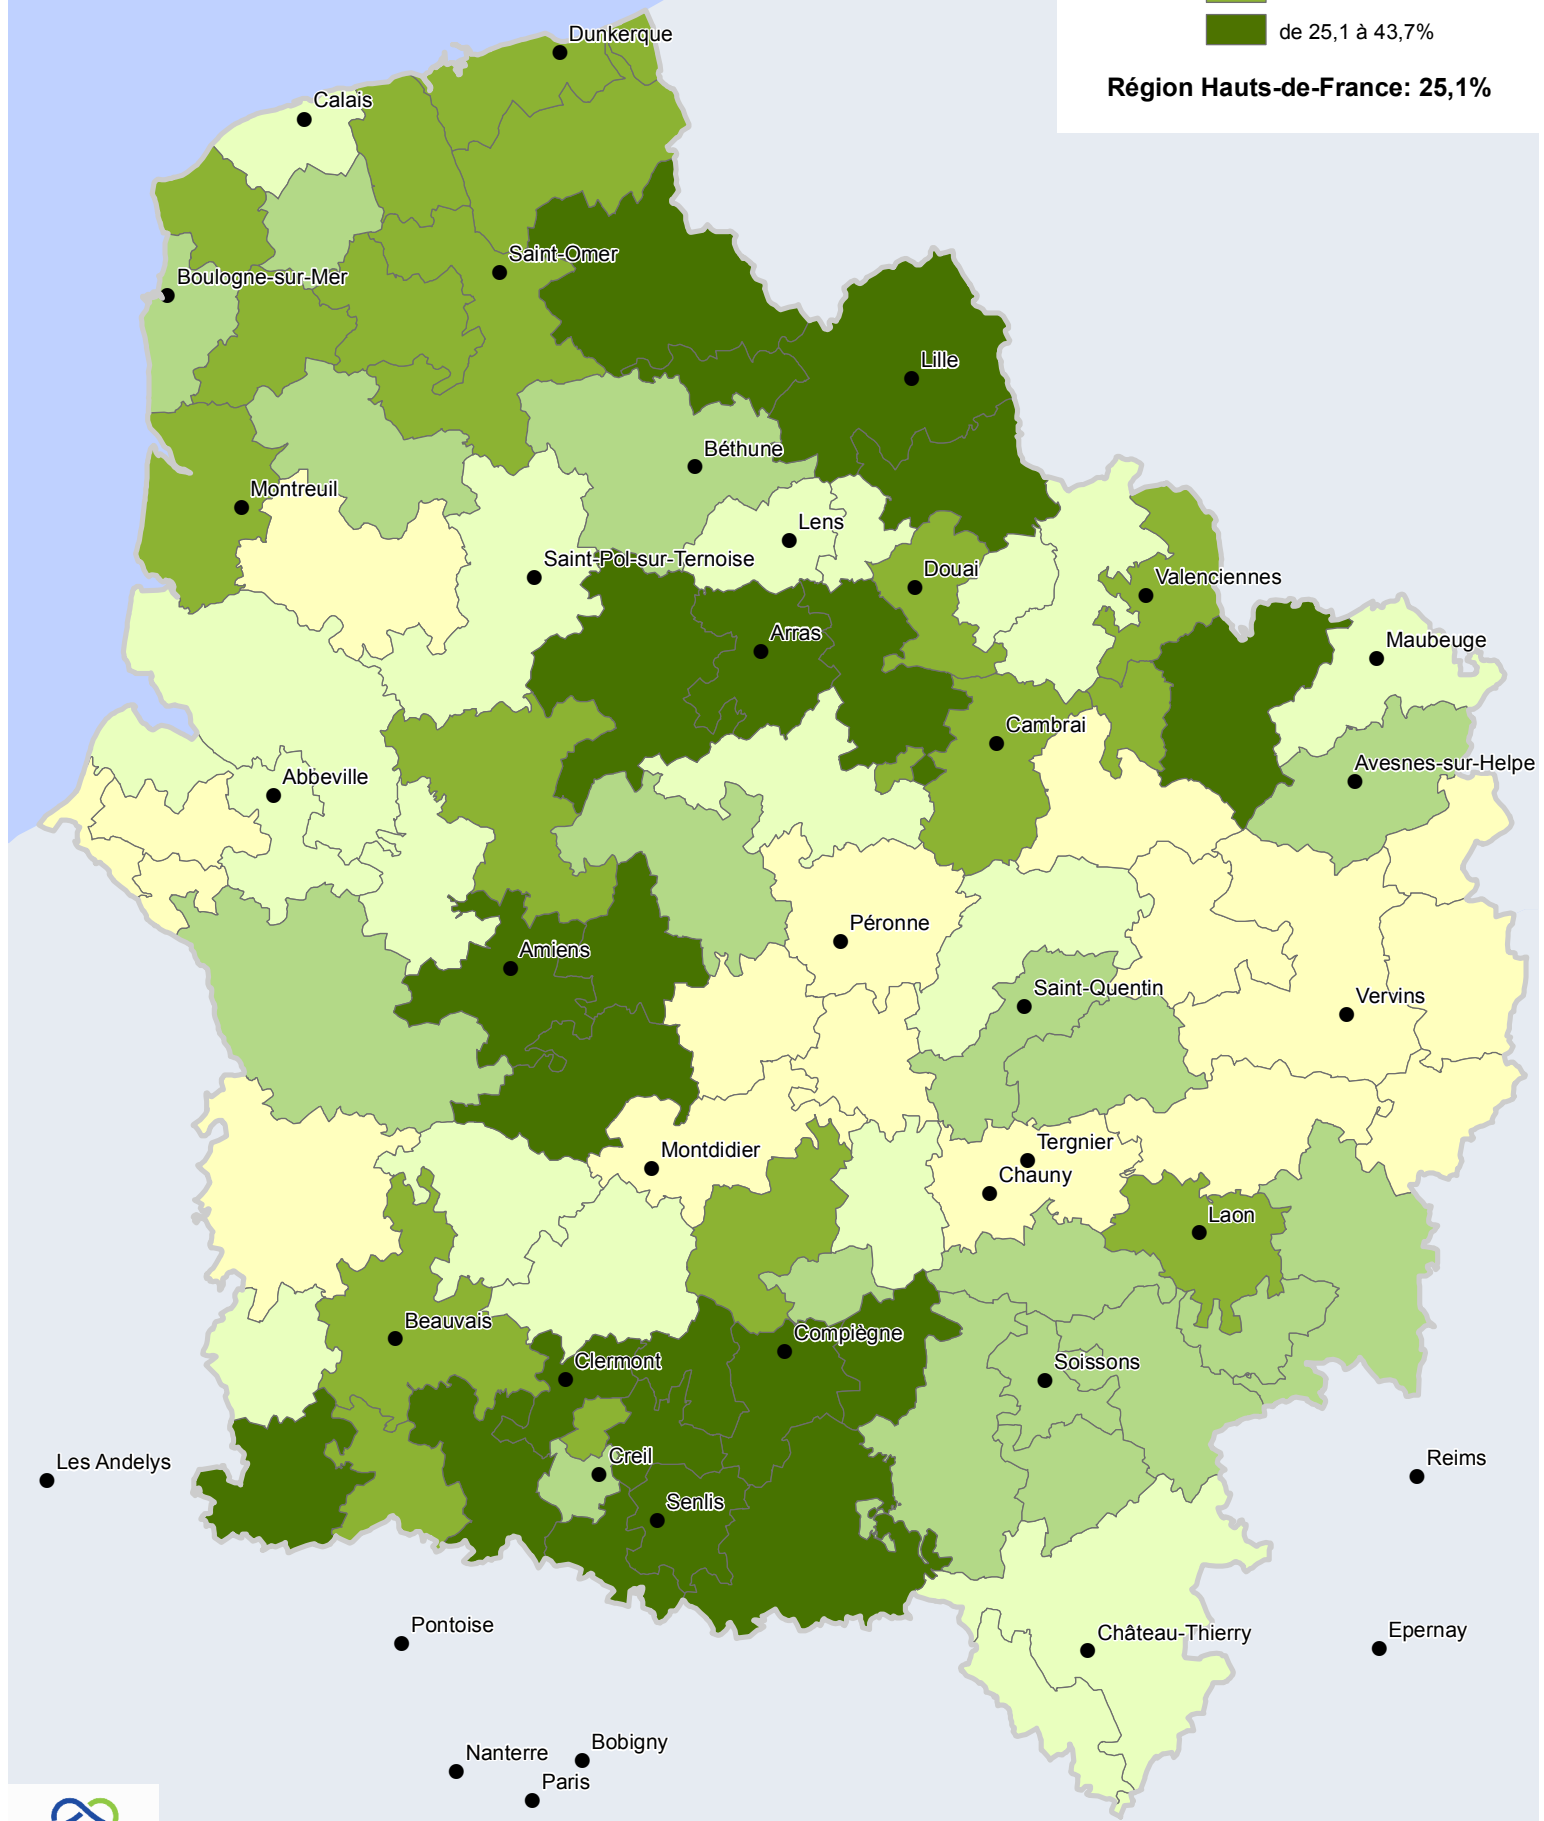 de 25,1 à 43,7%
Région Hauts-de-France: 25,1%
Dunkerque
Calais
Saint-Omer
Boulogne-sur-Mer
Lille
Béthune
Montreuil
Lens
Saint-Pol-sur-Ternoise
Douai
Valenciennes
Arras
Maubeuge
Cambrai
Avesnes-sur-Helpe
Abbeville
Péronne
Amiens
Saint-Quentin
Vervins
Tergnier
Montdidier
Chauny
Laon
Beauvais
Compiègne
Clermont
Soissons
Creil
Les Andelys
Reims
Senlis
Pontoise
Château-Thierry
Epernay
Bobigny
Nanterre
Paris